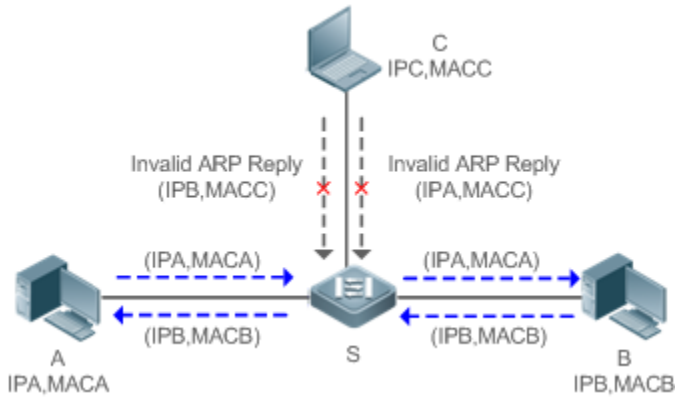 C
IPC,MACC
Invalid ARP Reply
(IPB,MACC)
Invalid ARP Reply
(IPA,MACC)
(IPA,MACA)
(IPA,MACA)
(IPB,MACB)
(IPB,MACB)
A
IPA,MACA
S
B
IPB,MACB